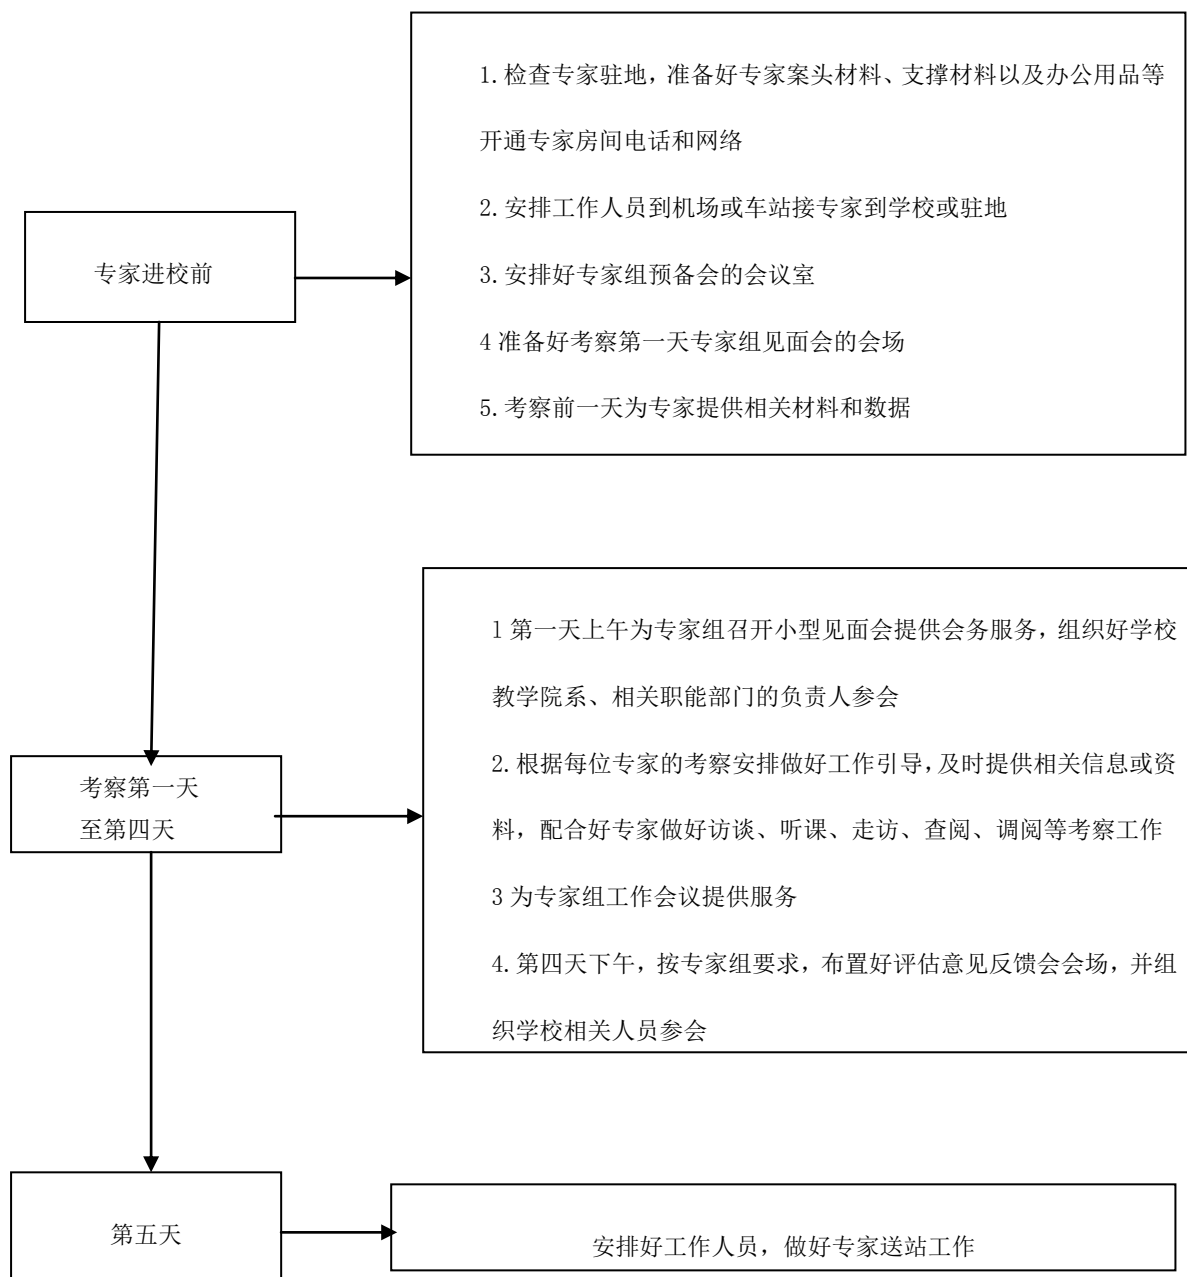 专家进校前
1.检查专家驻地，准备好专家案头材料、支撑材料以及办公用品等
开通专家房间电话和网络
2.安排工作人员到机场或车站接专家到学校或驻地
3.安排好专家组预备会的会议室
4 准备好考察第一天专家组见面会的会场
5.考察前一天为专家提供相关材料和数据
考察第一天
至第四天
1 第一天上午为专家组召开小型见面会提供会务服务，组织好学校
教学院系、相关职能部门的负责人参会
2.根据每位专家的考察安排做好工作引导，及时提供相关信息或资
料，配合好专家做好访谈、听课、走访、查阅、调阅等考察工作
3 为专家组工作会议提供服务
4.第四天下午，按专家组要求，布置好评估意见反馈会会场，并组
织学校相关人员参会
第五天
安排好工作人员，做好专家送站工作